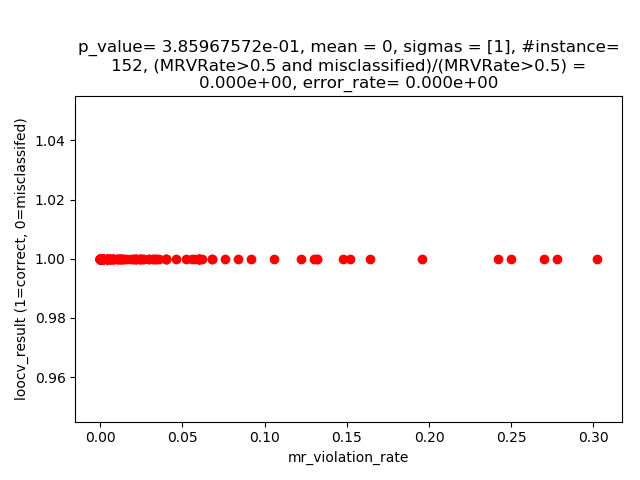 p_value= 3.85967572e-01, mean = 0, sigmas = [1], #instance=
152, (MRVRate>0.5 and misclassified)/(MRVRate>0.5) =
0.000e+00, error_rate= 0.000e+00
1.04
1.02
1.00
0.98
0.96
loocv_result (1=correct, 0=misclassifed)
0.00 0.05 0.10 0.15 0.20 0.25 0.30
mr_violation_rate